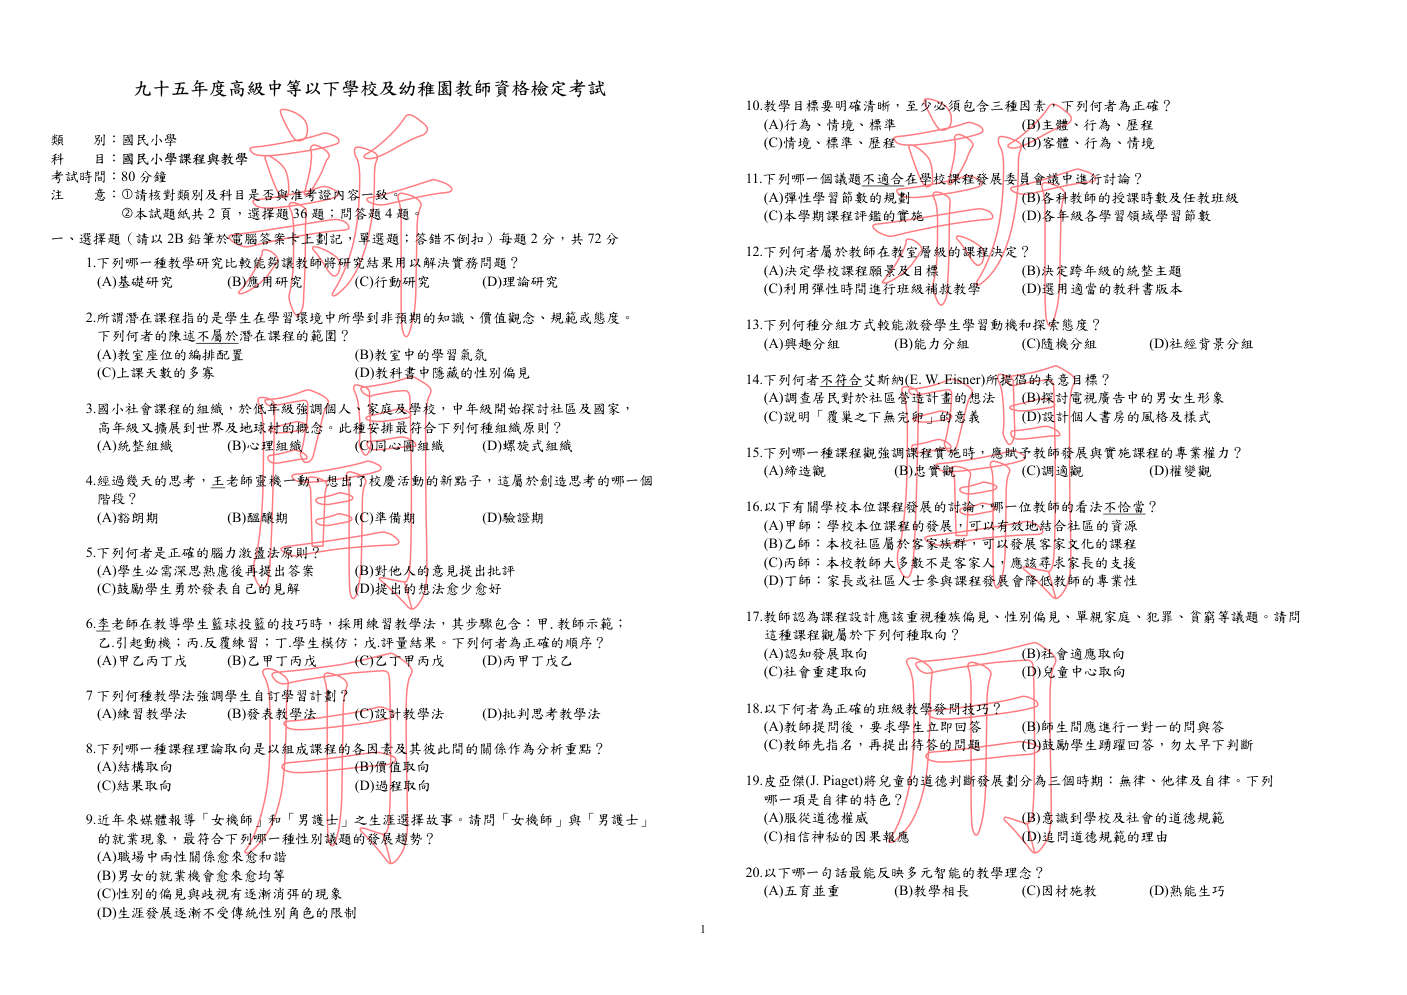 九十五年度高級中等以下學校及幼稚園教師資格檢定考試
類　　別：國民小學
科　　目：國民小學課程與教學
考試時間：80 分鐘
注　　意：①請核對類別及科目是否與准考證內容一致。
②本試題紙共 2 頁，選擇題 36 題；問答題 4 題。
一、選擇題（請以 2B 鉛筆於電腦答案卡上劃記，單選題；答錯不倒扣）每題 2 分，共 72 分
1.下列哪一種教學研究比較能夠讓教師將研究結果用以解決實務問題？
(A)基礎研究 (B)應用研究 (C)行動研究 (D)理論研究
2.所謂潛在課程指的是學生在學習環境中所學到非預期的知識、價值觀念、規範或態度。
下列何者的陳述不屬於潛在課程的範圍？
(A)教室座位的編排配置 (B)教室中的學習氣氛
(C)上課天數的多寡 (D)教科書中隱藏的性別偏見
3.國小社會課程的組織，於低年級強調個人、家庭及學校，中年級開始探討社區及國家，
高年級又擴展到世界及地球村的概念。此種安排最符合下列何種組織原則？
(A)統整組織 (B)心理組織 (C)同心圓組織 (D)螺旋式組織
4.經過幾天的思考，王老師靈機一動，想出了校慶活動的新點子，這屬於創造思考的哪一個
階段？
(A)豁朗期 (B)醞釀期 (C)準備期 (D)驗證期
5.下列何者是正確的腦力激盪法原則？
(A)學生必需深思熟慮後再提出答案 (B)對他人的意見提出批評
(C)鼓勵學生勇於發表自己的見解 (D)提出的想法愈少愈好
6.李老師在教導學生籃球投籃的技巧時，採用練習教學法，其步驟包含：甲.教師示範；
乙.引起動機；丙.反覆練習；丁.學生模仿；戊.評量結果。下列何者為正確的順序？
(A)甲乙丙丁戊 (B)乙甲丁丙戊 (C)乙丁甲丙戊 (D)丙甲丁戊乙
7 下列何種教學法強調學生自訂學習計劃？
(A)練習教學法 (B)發表教學法 (C)設計教學法 (D)批判思考教學法
8.下列哪一種課程理論取向是以組成課程的各因素及其彼此間的關係作為分析重點？
(A)結構取向 (B)價值取向
(C)結果取向 (D)過程取向
9.近年來媒體報導「女機師」和「男護士」之生涯選擇故事。請問「女機師」與「男護士」
的就業現象，最符合下列哪一種性別議題的發展趨勢？
(A)職場中兩性關係愈來愈和諧
(B)男女的就業機會愈來愈均等
(C)性別的偏見與歧視有逐漸消弭的現象
(D)生涯發展逐漸不受傳統性別角色的限制
10.教學目標要明確清晰，至少必須包含三種因素，下列何者為正確？
(A)行為、情境、標準 (B)主體、行為、歷程
(C)情境、標準、歷程 (D)客體、行為、情境
11.下列哪一個議題不適合在學校課程發展委員會議中進行討論？
(A)彈性學習節數的規劃 (B)各科教師的授課時數及任教班級
(C)本學期課程評鑑的實施 (D)各年級各學習領域學習節數
12.下列何者屬於教師在教室層級的課程決定？
(A)決定學校課程願景及目標 (B)決定跨年級的統整主題
(C)利用彈性時間進行班級補救教學 (D)選用適當的教科書版本
13.下列何種分組方式較能激發學生學習動機和探索態度？
(A)興趣分組 (B)能力分組 (C)隨機分組 (D)社經背景分組
14.下列何者不符合艾斯納(E. W. Eisner)所提倡的表意目標？
(A)調查居民對於社區營造計畫的想法 (B)探討電視廣告中的男女生形象
(C)說明「覆巢之下無完卵」的意義 (D)設計個人書房的風格及樣式
15.下列哪一種課程觀強調課程實施時，應賦予教師發展與實施課程的專業權力？
(A)締造觀 (B)忠實觀 (C)調適觀 (D)權變觀
16.以下有關學校本位課程發展的討論，哪一位教師的看法不恰當？
(A)甲師：學校本位課程的發展，可以有效地結合社區的資源
(B)乙師：本校社區屬於客家族群，可以發展客家文化的課程
(C)丙師：本校教師大多數不是客家人，應該尋求家長的支援
(D)丁師：家長或社區人士參與課程發展會降低教師的專業性
17.教師認為課程設計應該重視種族偏見、性別偏見、單親家庭、犯罪、貧窮等議題。請問
這種課程觀屬於下列何種取向？
(A)認知發展取向 (B)社會適應取向
(C)社會重建取向 (D)兒童中心取向
18.以下何者為正確的班級教學發問技巧？
(A)教師提問後，要求學生立即回答 (B)師生間應進行一對一的問與答
(C)教師先指名，再提出待答的問題 (D)鼓勵學生踴躍回答，勿太早下判斷
19.皮亞傑(J. Piaget)將兒童的道德判斷發展劃分為三個時期：無律、他律及自律。下列
哪一項是自律的特色？
(A)服從道德權威 (B)意識到學校及社會的道德規範
(C)相信神秘的因果報應 (D)追問道德規範的理由
20.以下哪一句話最能反映多元智能的教學理念？
(A)五育並重 (B)教學相長 (C)因材施教 (D)熟能生巧
1
新聞用
新聞用